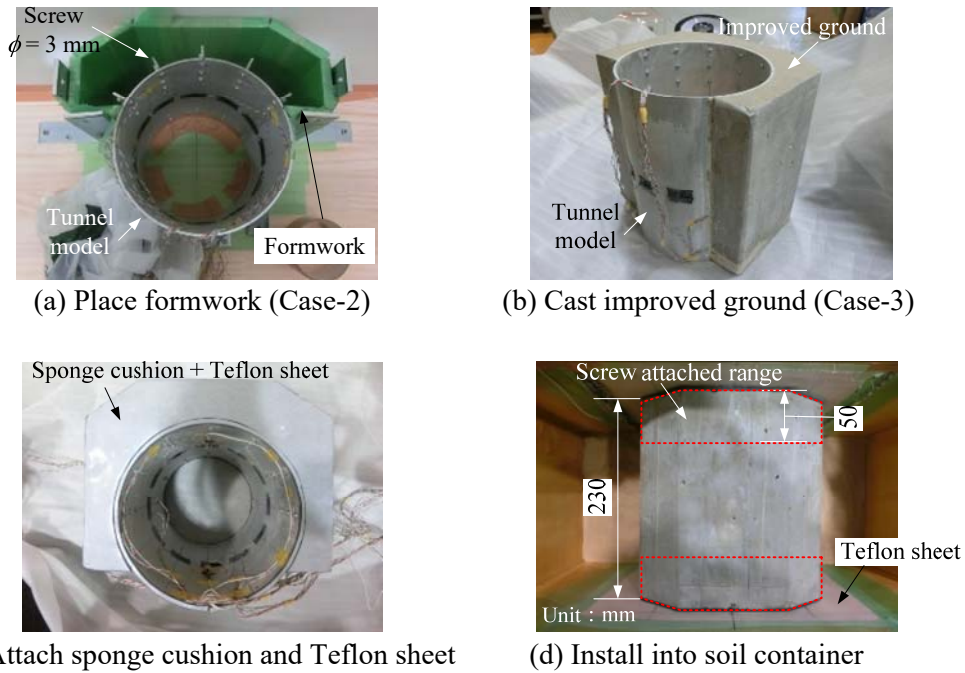 Screw
ϕ = 3 mm
Tunnel
model
Formwork
(a) Place formwork (Case-2)
Improved ground
Tunnel
model
(b) Cast improved ground (Case-3)
Sponge cushion + Teflon sheet
Attach sponge cushion and Teflon sheet
Screw attached range
50
230
Teflon sheet
Unit : mm
(d) Install into soil container